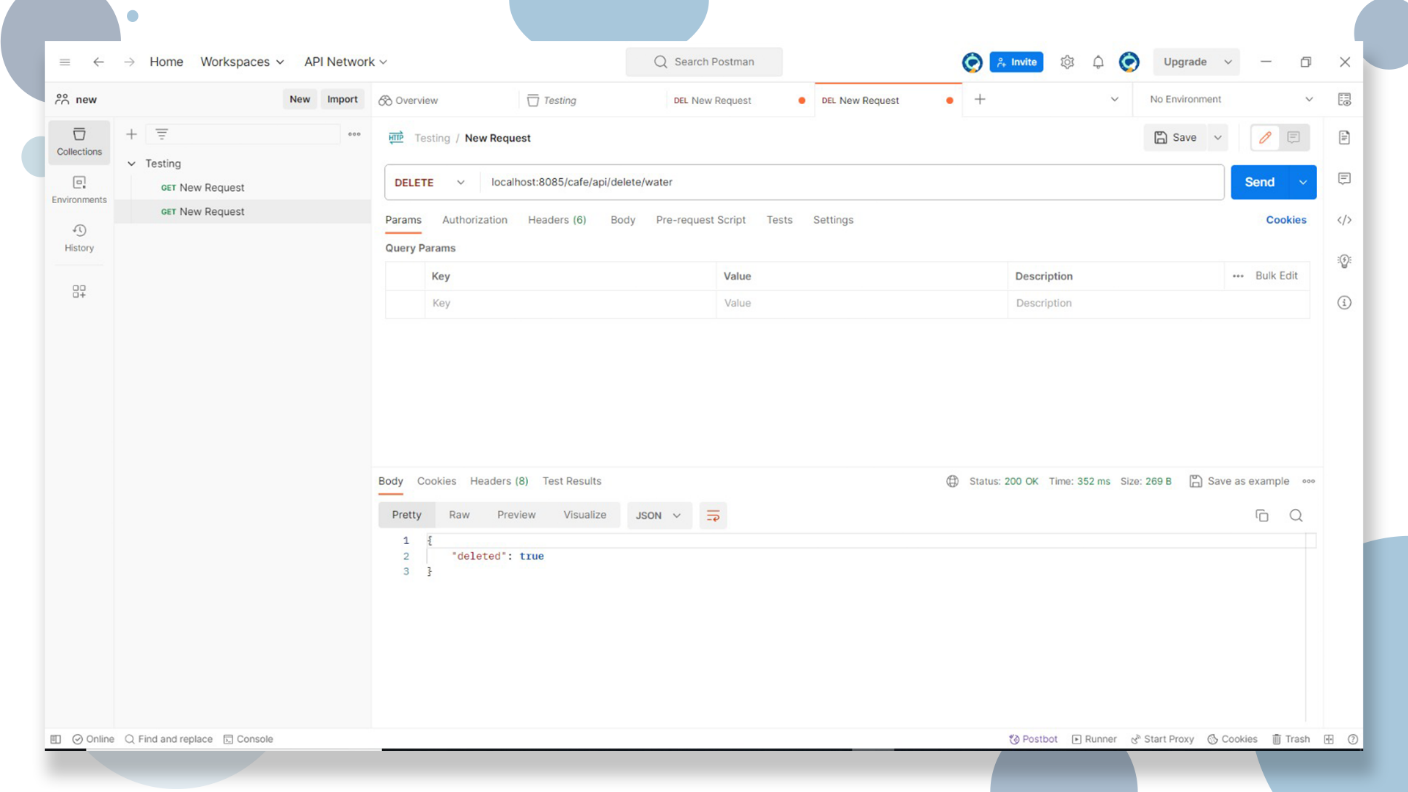 Home Workspaces API Network Search Postman Invite Upgrade
new New Import Overview Testing DEL New Request DEL New Request No Environment
Collections
Environments
History
Testing
GET New Request
GET New Request
HTTP Testing / New Request Save
DELETE localhost:8085/cafe/api/delete/water Send
Params Authorization Headers (6) Body Pre-request Script Tests Settings Cookies
Query Params
Key Value Description Bulk Edit
Key Value Description
Body Cookies Headers (8) Test Results Status: 200 OK Time: 352 ms Size: 269 B Save as example
Pretty Raw Preview Visualize JSON
1 {
2 "deleted": true
3 }
Online Find and replace Console Postbot Runner Start Proxy Cookies Trash